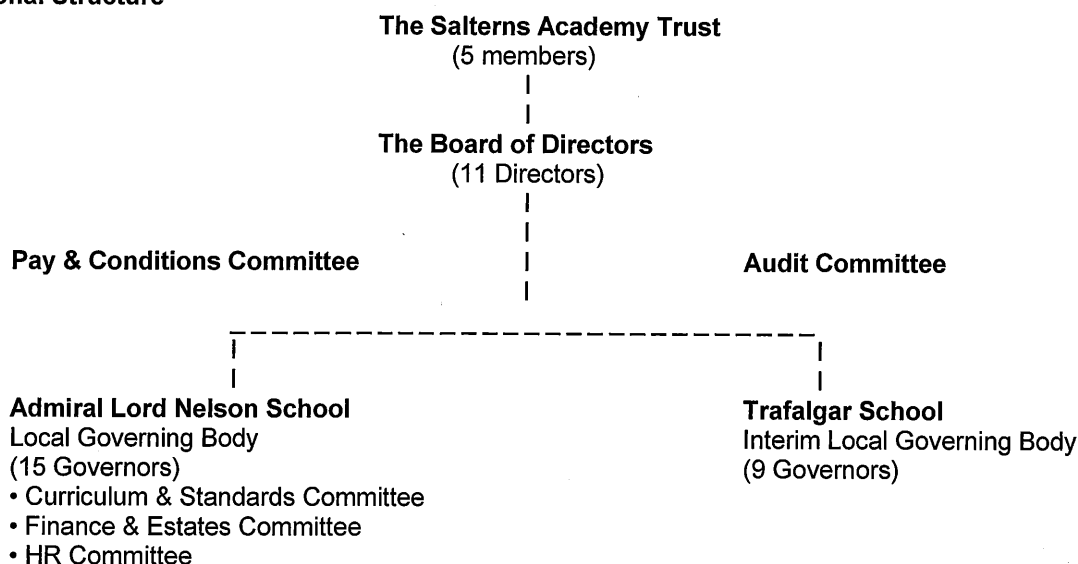 The Salterns Academy Trust
(5 members)
The Board of Directors
(11 Directors)
Pay & Conditions Committee
Audit Committee
Admiral Lord Nelson School
Local Governing Body
(15 Governors)
• Curriculum & Standards Committee
• Finance & Estates Committee
• HR Committee
Trafalgar School
Interim Local Governing Body
(9 Governors)